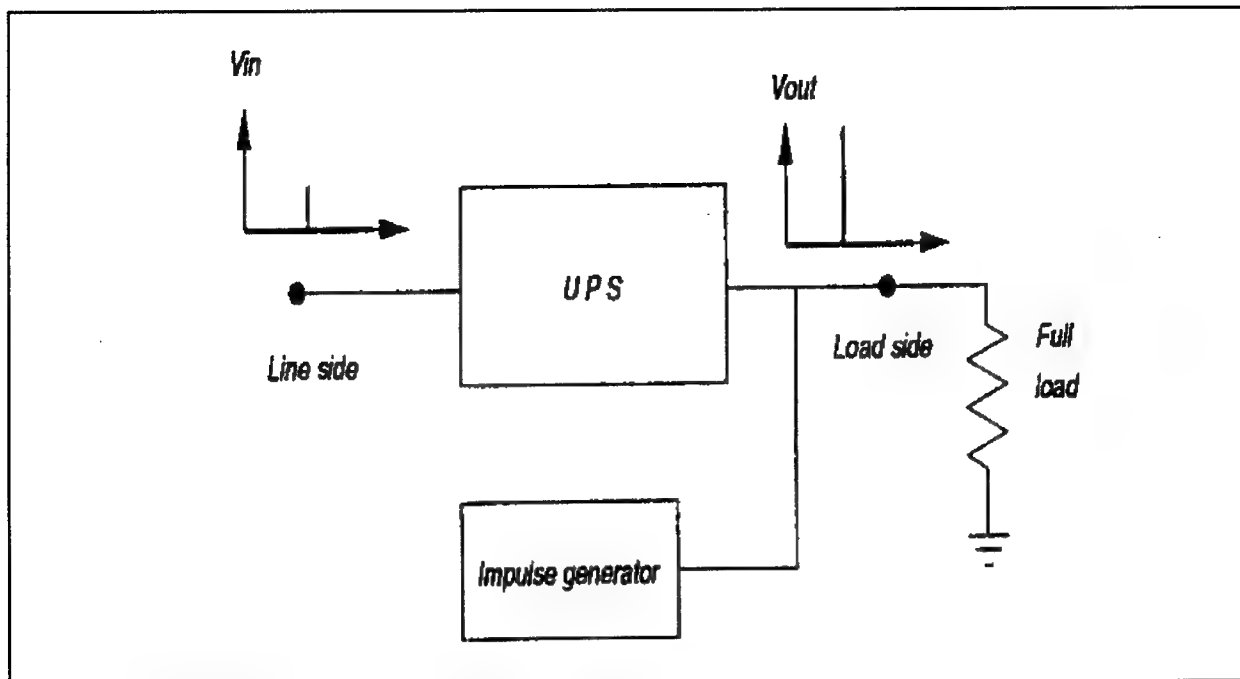 Vin
Vout
UPS
Line side
Load side
Full
load
Impulse generator